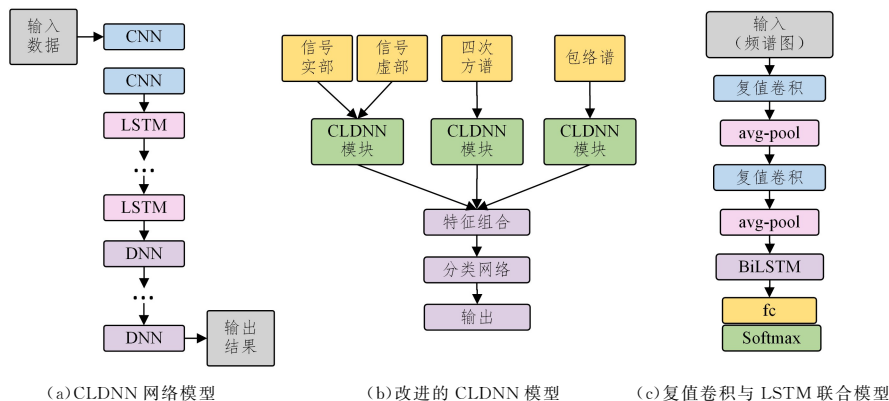 输入
数据
CNN
CNN
LSTM
...
LSTM
DNN
...
DNN
输出
结果
(a)CLDNN 网络模型
信号
实部
信号
虚部
四次
方谱
包络谱
CLDNN
模块
CLDNN
模块
CLDNN
模块
特征组合
分类网络
输出
(b)改进的 CLDNN 模型
输入
(频谱图)
复值卷积
avg-pool
复值卷积
avg-pool
BiLSTM
fc
Softmax
(c)复值卷积与 LSTM 联合模型